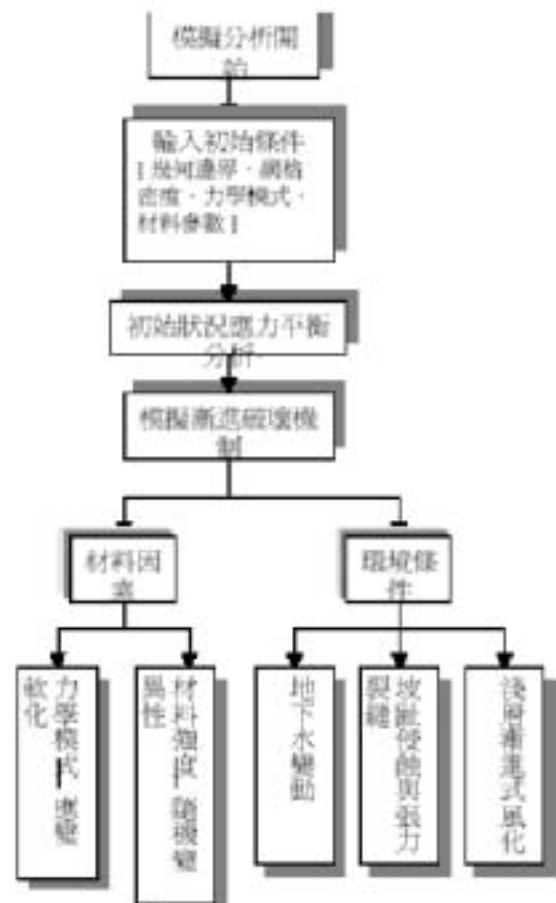 模擬分析開
始
輸入初始條件
[幾何邊界、網格
密度、力學模式、
材料參數]
初始狀況應力平衡
分析
模擬漸進破壞機
制
材料因
素
環境條
件
力學模式-應變
軟化
材料強度-隨機變
異性
地下水變動
坡趾侵蝕與張力
裂縫
淺層漸進式風化